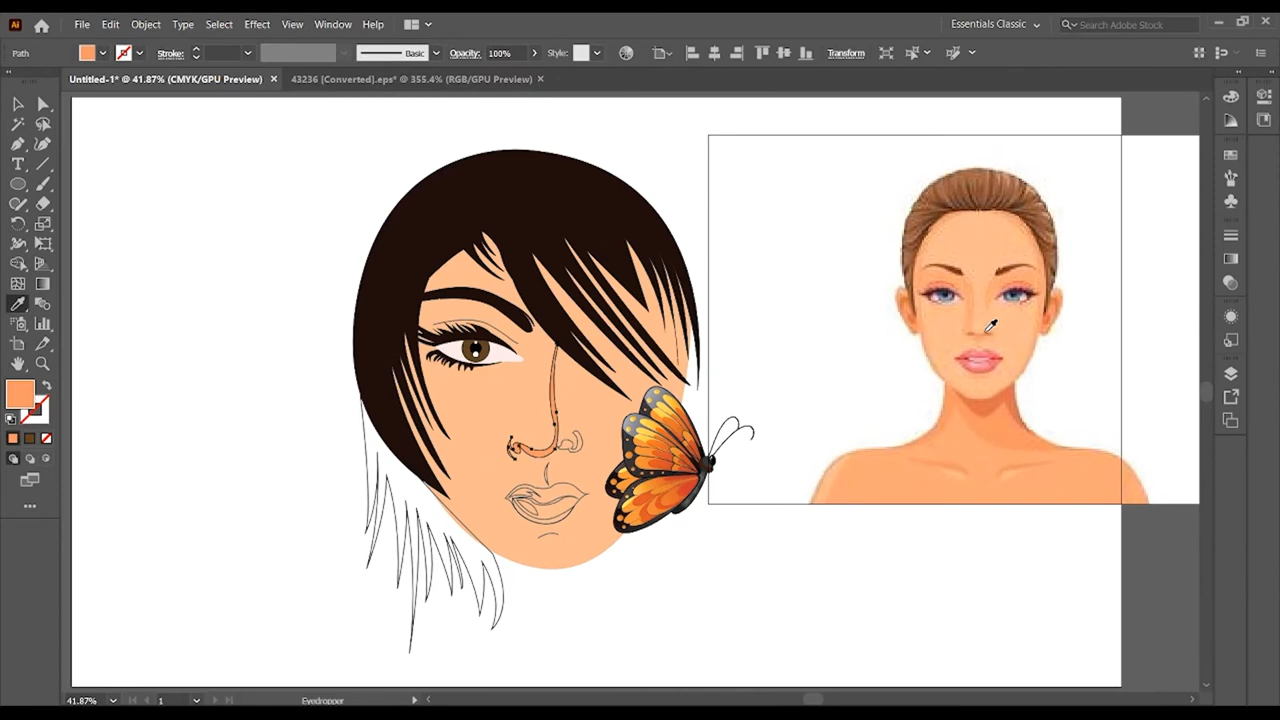 Ai File Edit Object Type Select Effect View Window Help Essentials Classic Search Adobe Stock
Path Stroke: Basic Opacity: 100% Style: Transform
Untitled-1* @ 41.87% (CMYK/GPU Preview) × 43236 [Converted].eps* @ 355.4% (RGB/GPU Preview) ×
41.87% 1 Eyedropper